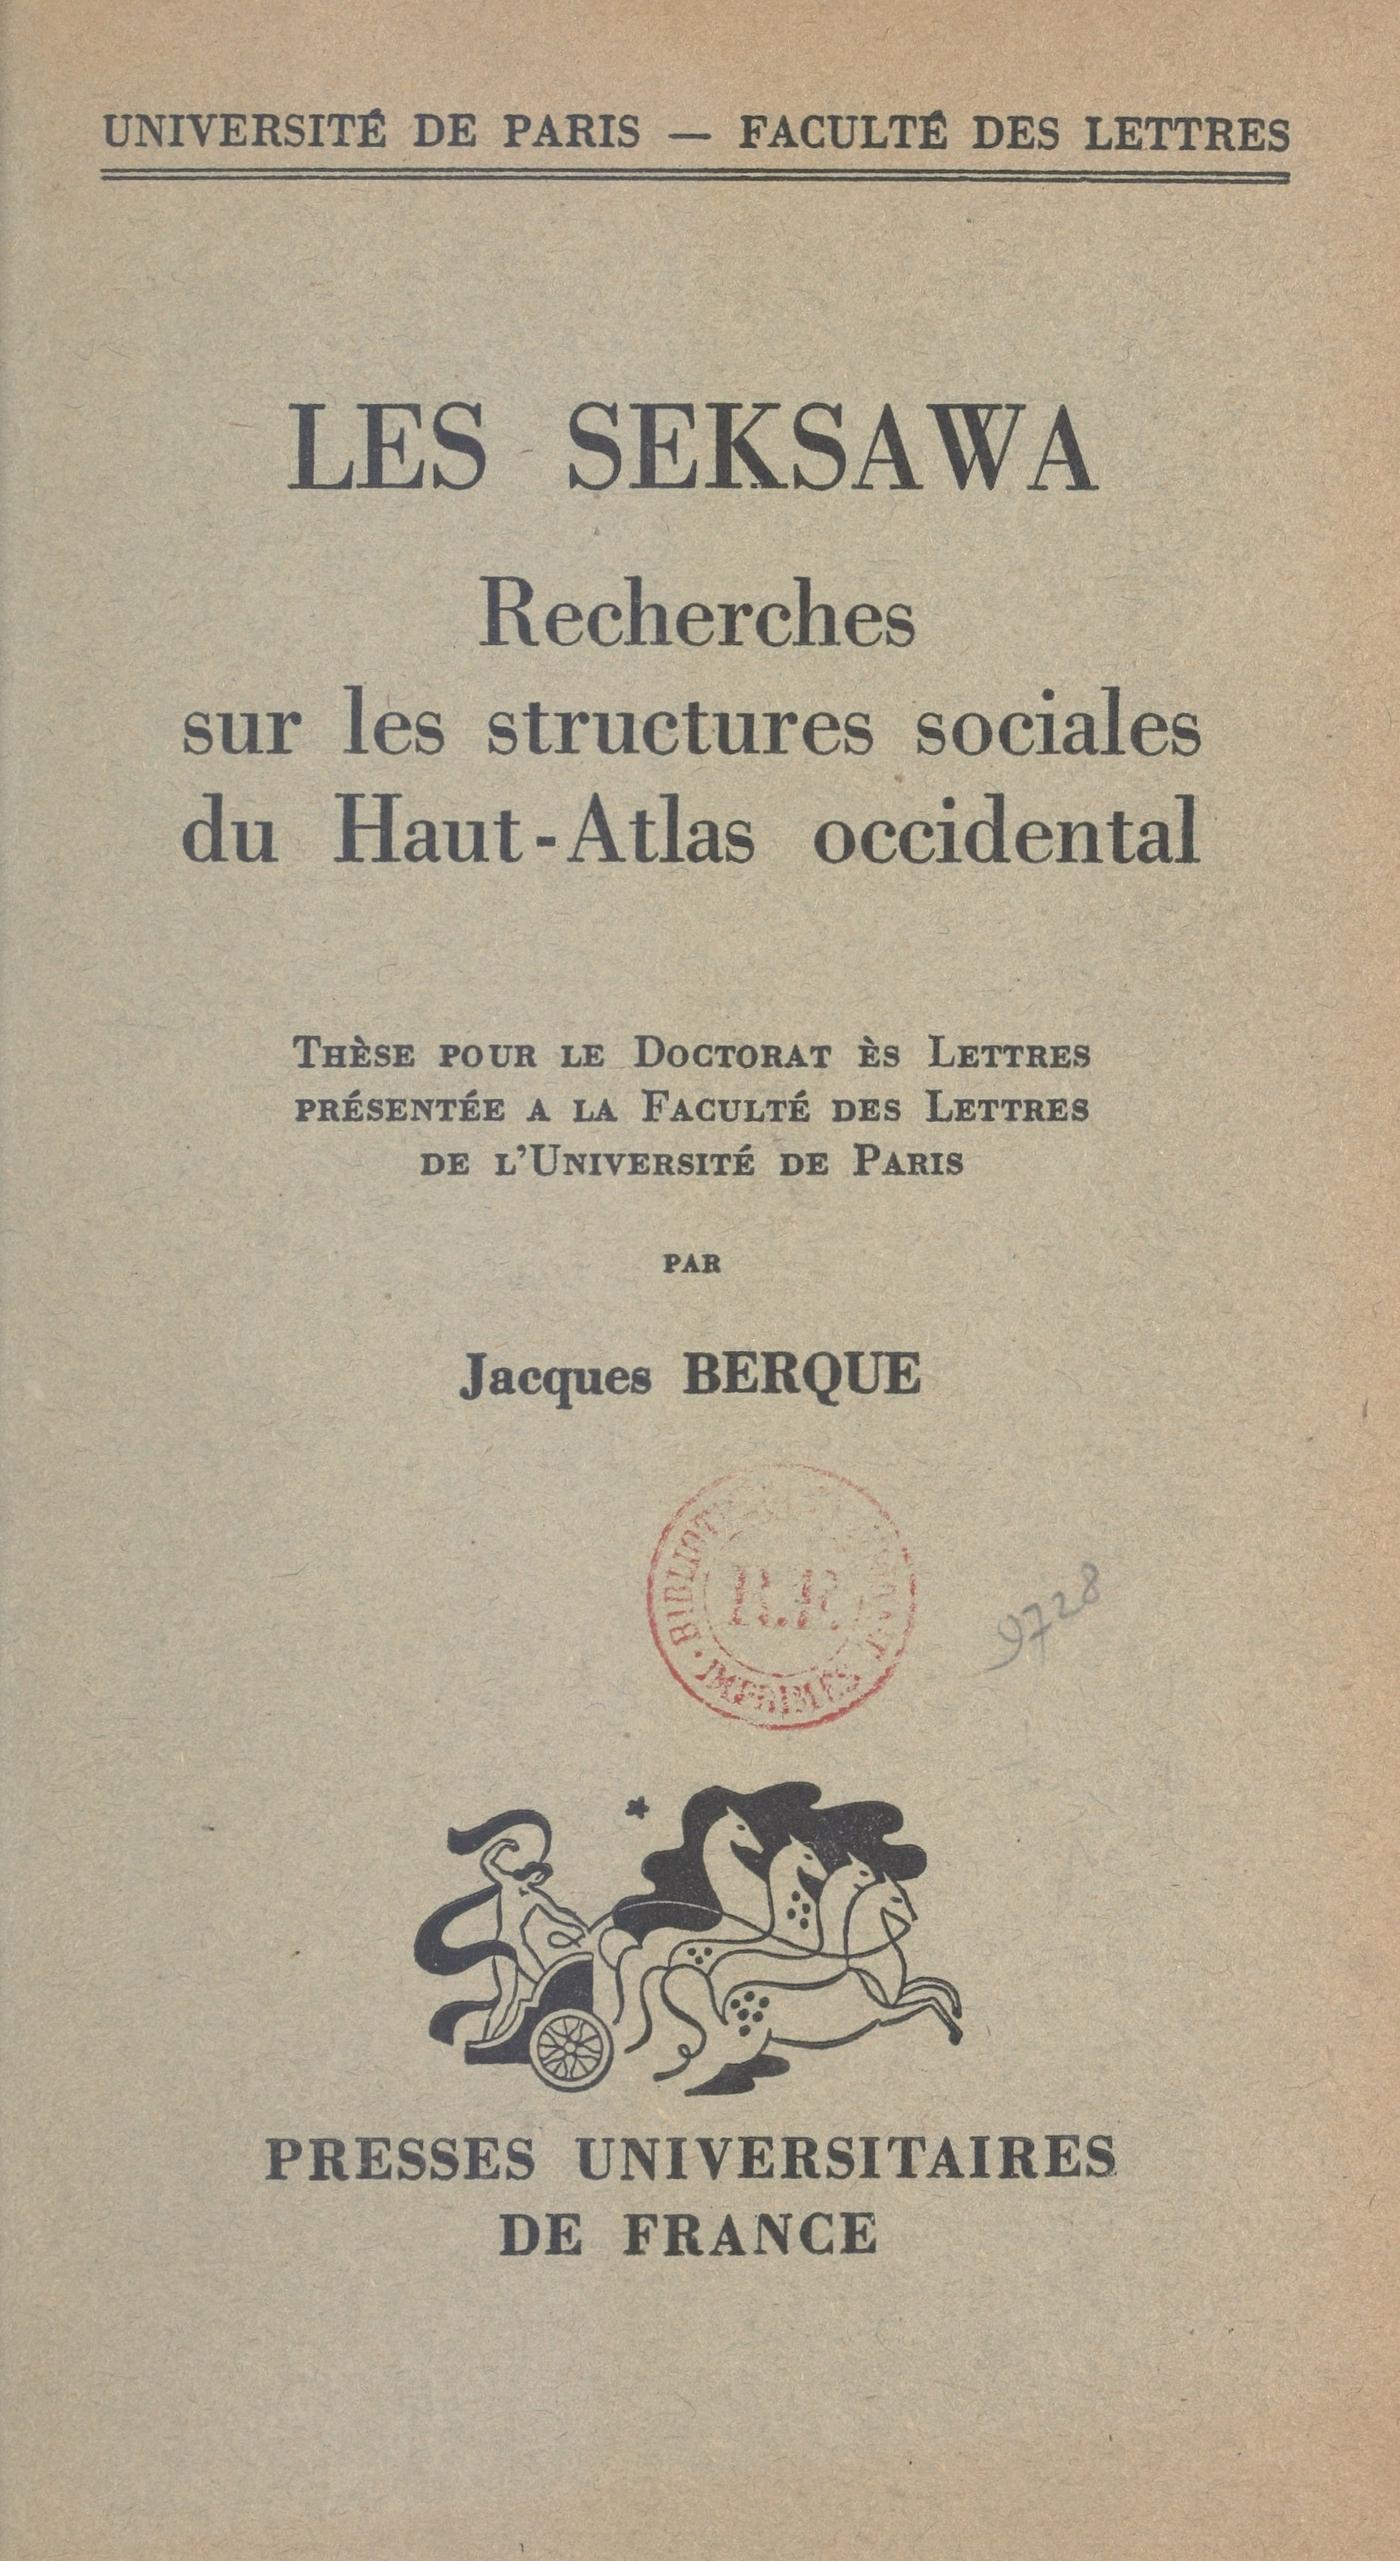 UNIVERSITÉ DE PARIS — FACULTÉ DES LETTRES
LES SEKSAWA
Recherches
sur les structures sociales
du Haut-Atlas occidental
THÈSE POUR LE DOCTORAT ÈS LETTRES
PRÉSENTÉE A LA FACULTÉ DES LETTRES
DE L'UNIVERSITÉ DE PARIS
PAR
Jacques BERQUE
9728
PRESSES UNIVERSITAIRES
DE FRANCE